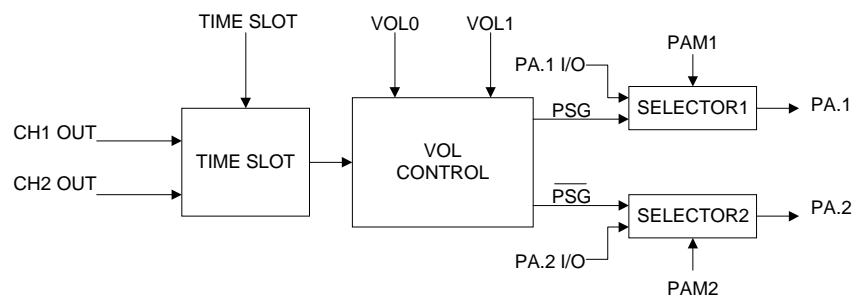 TIME SLOT
VOL0
VOL1
PAM1
PA.1 I/O
CH1 OUT
CH2 OUT
TIME SLOT
VOL
CONTROL
PSG
SELECTOR1
PA.1
P̅S̅G̅
SELECTOR2
PA.2
PA.2 I/O
PAM2